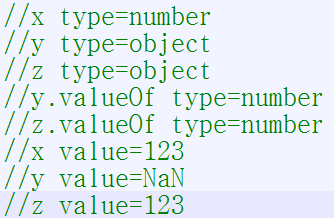 //x type=number
//y type=object
//z type=object
//y.valueOf type=number
//z.valueOf type=number
//x value=123
//y value=NaN
//z value=123